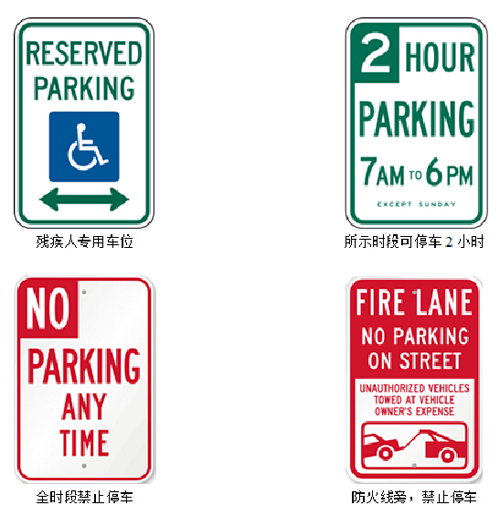 RESERVED
PARKING
残疾人专用车位
2 HOUR
PARKING
7AM TO 6PM
EXCEPT SUNDAY
所示时段可停车 2 小时
NO
PARKING
ANY
TIME
全时段禁止停车
FIRE LANE
NO PARKING
ON STREET
UNAUTHORIZED VEHICLES
TOWED AT VEHICLE
OWNER'S EXPENSE
防火线旁，禁止停车